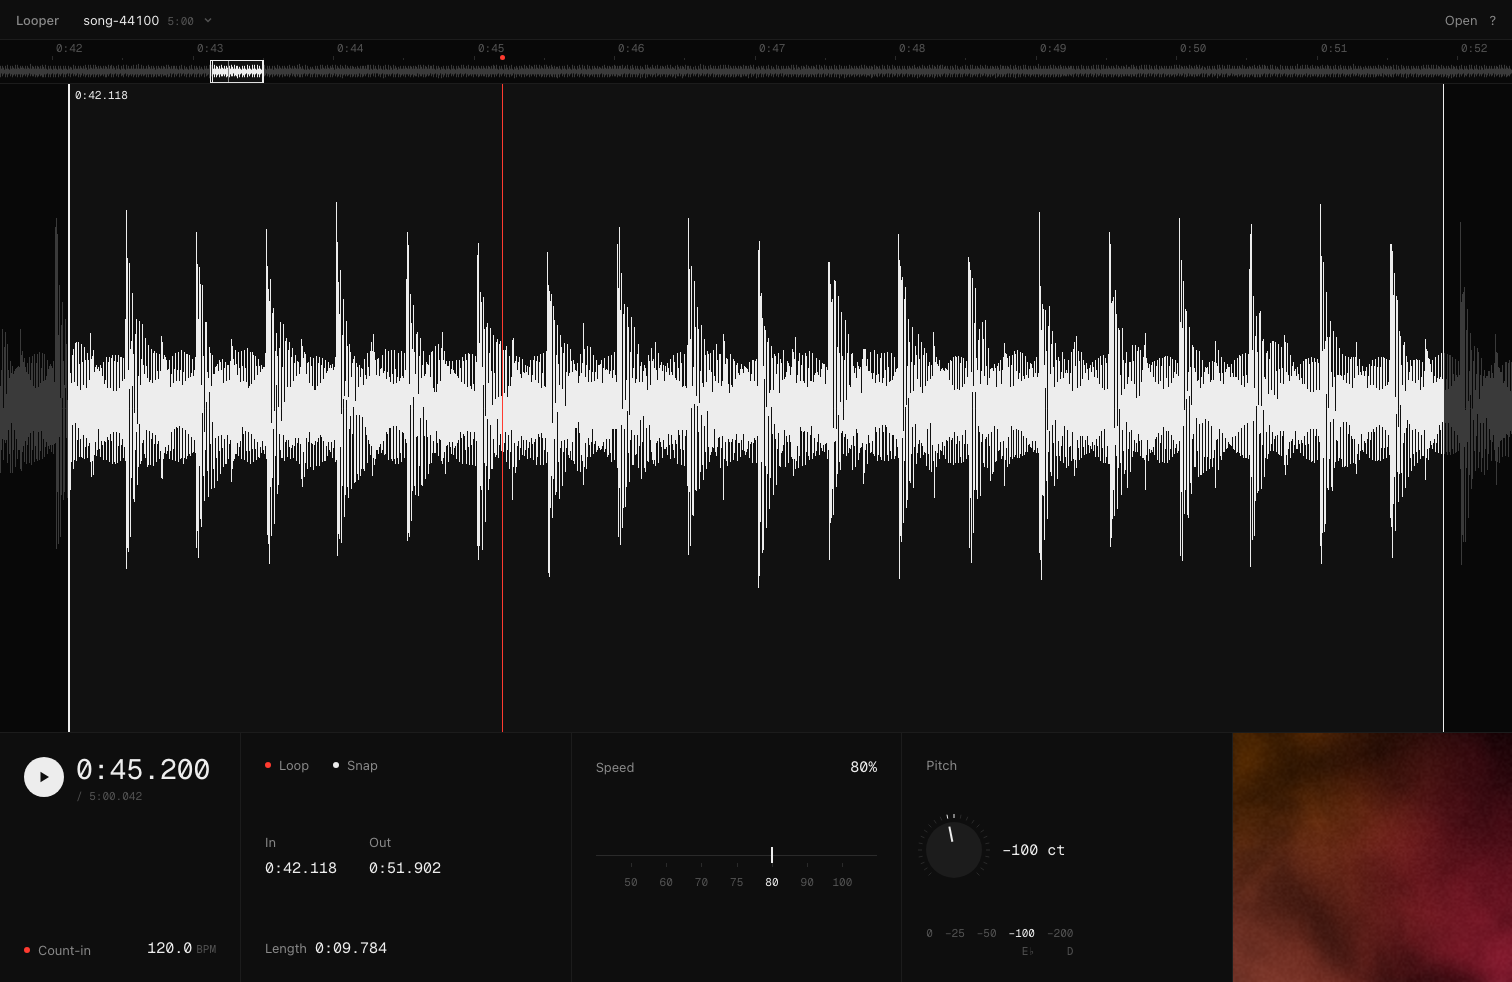 Looper song-44100 5:00 Open ?
0:42 0:43 0:44 0:45 0:46 0:47 0:48 0:49 0:50 0:51 0:52
0:42.118
0:45.200
/ 5:00.042
Count-in 120.0 BPM
Loop Snap
In Out
0:42.118 0:51.902
Length 0:09.784
Speed 80%
50 60 70 75 80 90 100
Pitch
−100 ct
0 −25 −50 −100 −200
E♭ D